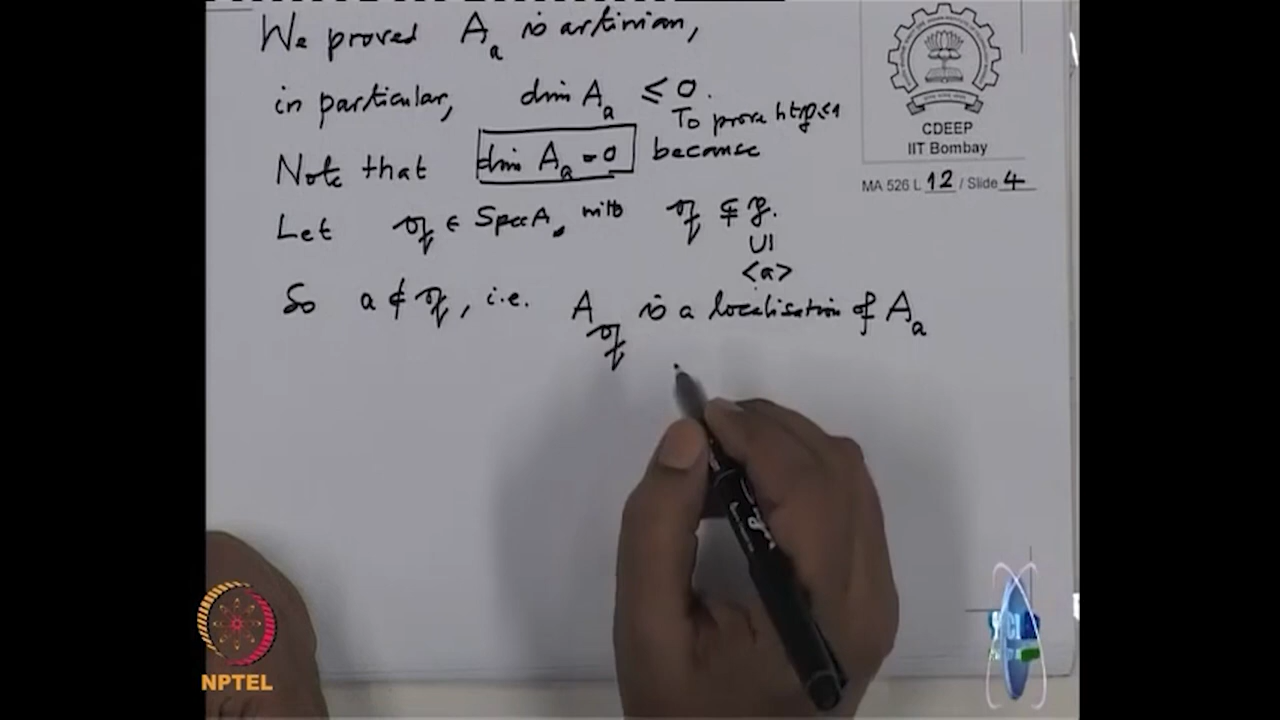 We proved A_a is artinian,
in particular, dim A_a ≤ 0.
To prove ht 𝔭 ≤ 1
Note that dim A_a = 0 because
Let 𝔮 ∈ Spec A, with 𝔮 ⊊ 𝔭.
∪|
<a>
So a ∉ 𝔮, i.e. A_𝔮 is a localisation of A_a
CDEEP
IIT Bombay
MA 526 L 12 / Slide 4
NPTEL